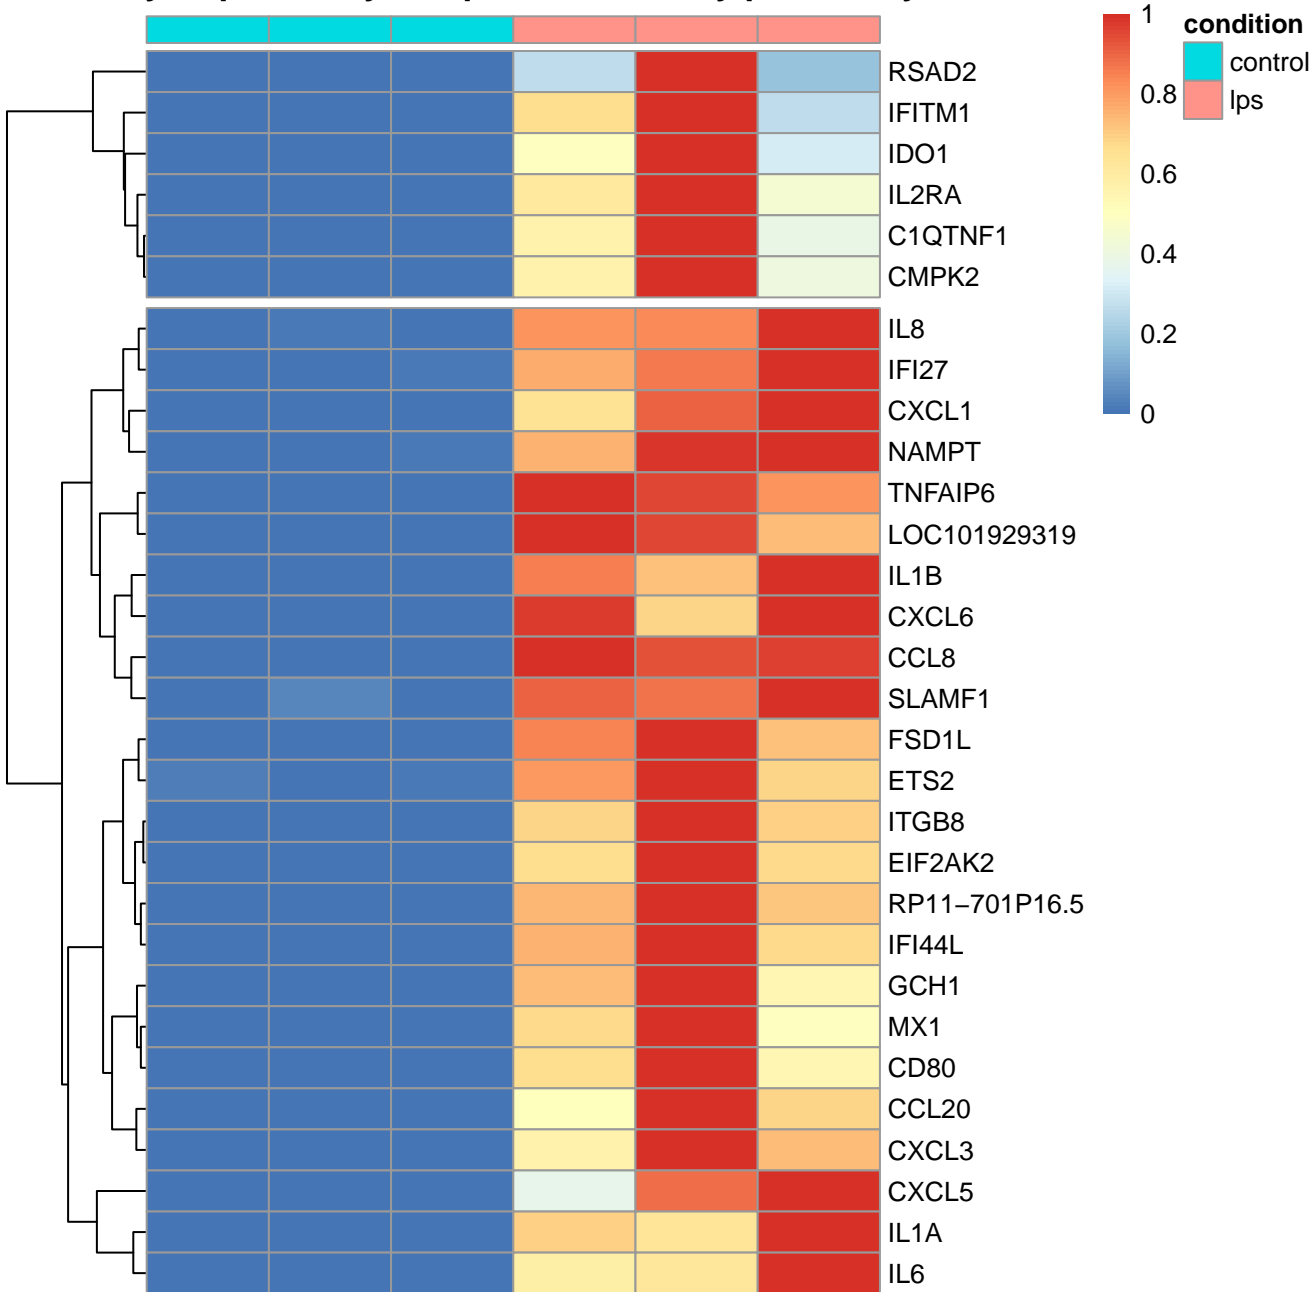 condition
control
lps
1
0.8
0.6
0.4
0.2
0
RSAD2
IFITM1
IDO1
IL2RA
C1QTNF1
CMPK2
IL8
IFI27
CXCL1
NAMPT
TNFAIP6
LOC101929319
IL1B
CXCL6
CCL8
SLAMF1
FSD1L
ETS2
ITGB8
EIF2AK2
RP11−701P16.5
IFI44L
GCH1
MX1
CD80
CCL20
CXCL3
CXCL5
IL1A
IL6